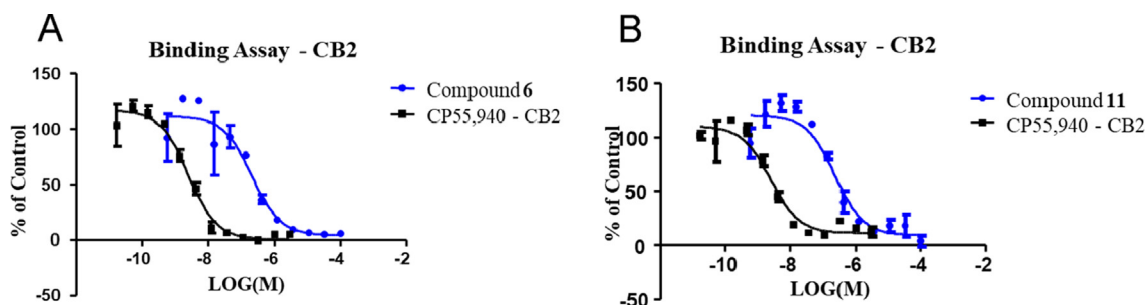 A
Binding Assay - CB2
150
100
50
0
-50
-10
-8
-6
-4
-2
% of Control
LOG(M)
Compound 6
CP55,940 - CB2
B
Binding Assay - CB2
150
100
50
0
-50
-10
-8
-6
-4
-2
% of Control
LOG(M)
Compound 11
CP55,940 - CB2